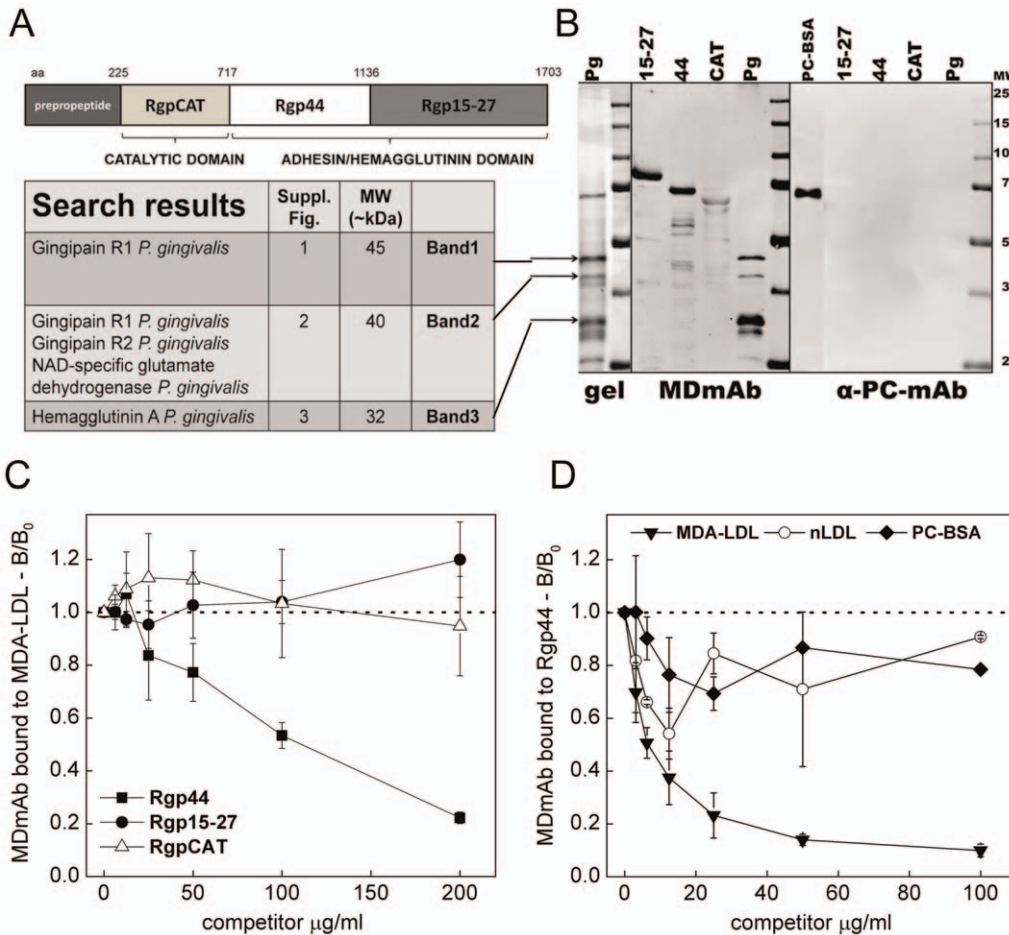 A
aa 225 717 1136 1703
prepropeptide RgpCAT Rgp44 Rgp15-27
CATALYTIC DOMAIN ADHESIN/HEMAGGLUTININ DOMAIN
Search results Suppl. Fig. MW (~kDa)
Gingipain R1 P. gingivalis 1 45 Band1
Gingipain R1 P. gingivalis 2 40 Band2
Gingipain R2 P. gingivalis
NAD-specific glutamate
dehydrogenase P. gingivalis
Hemagglutinin A P. gingivalis 3 32 Band3
B
Pg 15-27 44 CAT Pg PC-BSA 15-27 44 CAT Pg
gel MDmAb α-PC-mAb
C
MDmAb bound to MDA-LDL - B/B0
1.2
1.0
0.8
0.6
0.4
0.2
0.0
Rgp44
Rgp15-27
RgpCAT
0 50 100 150 200
competitor μg/ml
D
MDmAb bound to Rgp44 - B/B0
MDA-LDL nLDL PC-BSA
1.2
1.0
0.8
0.6
0.4
0.2
0.0
0 20 40 60 80 100
competitor μg/ml